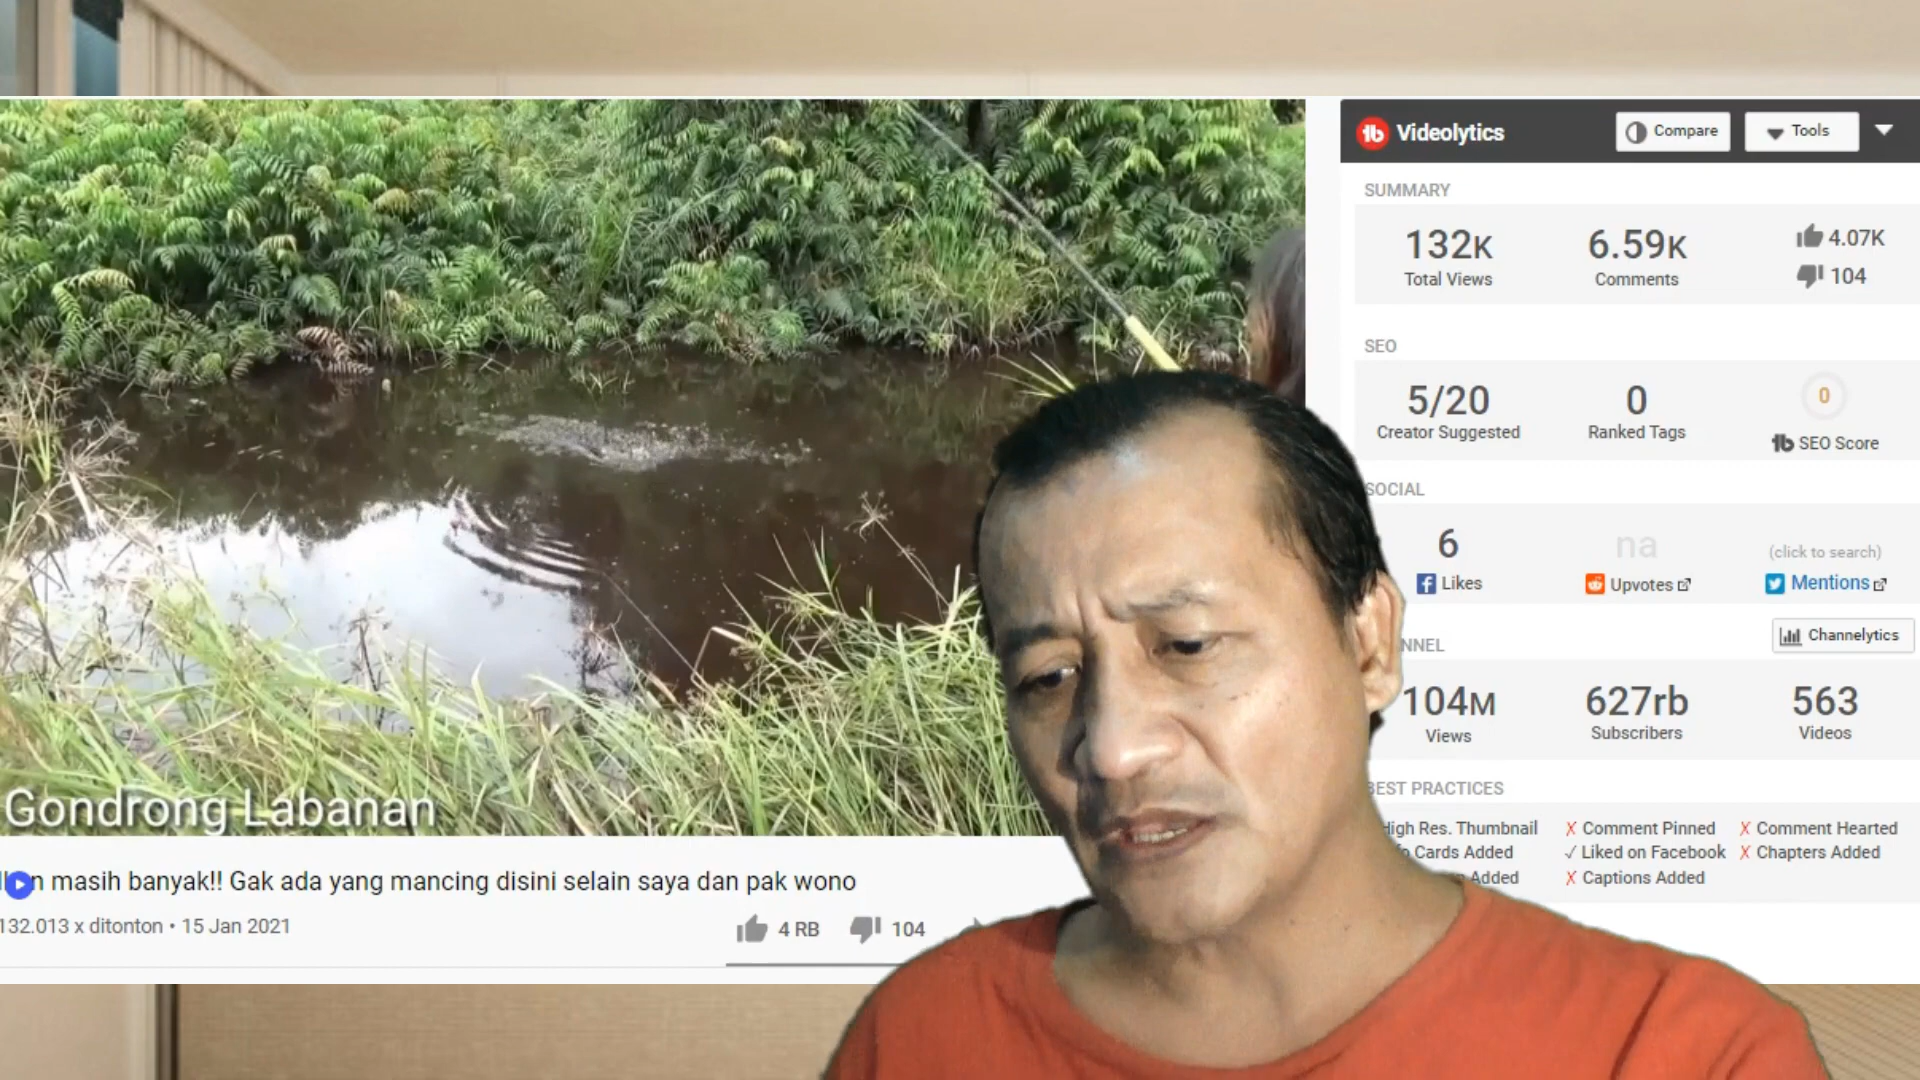 Gondrong Labanan
masih banyak!! Gak ada yang mancing disini selain saya dan pak wono
132.013 x ditonton • 15 Jan 2021
4 RB 104
Videolytics
Compare
Tools
SUMMARY
132K 6.59K 4.07K
Total Views Comments 104
SEO
5/20 0 0
Creator Suggested Ranked Tags SEO Score
SOCIAL
6 na (click to search)
Likes Upvotes Mentions
NNEL Channelytics
104M 627rb 563
Views Subscribers Videos
BEST PRACTICES
High Res. Thumbnail X Comment Pinned X Comment Hearted
Cards Added ✓ Liked on Facebook X Chapters Added
Added X Captions Added